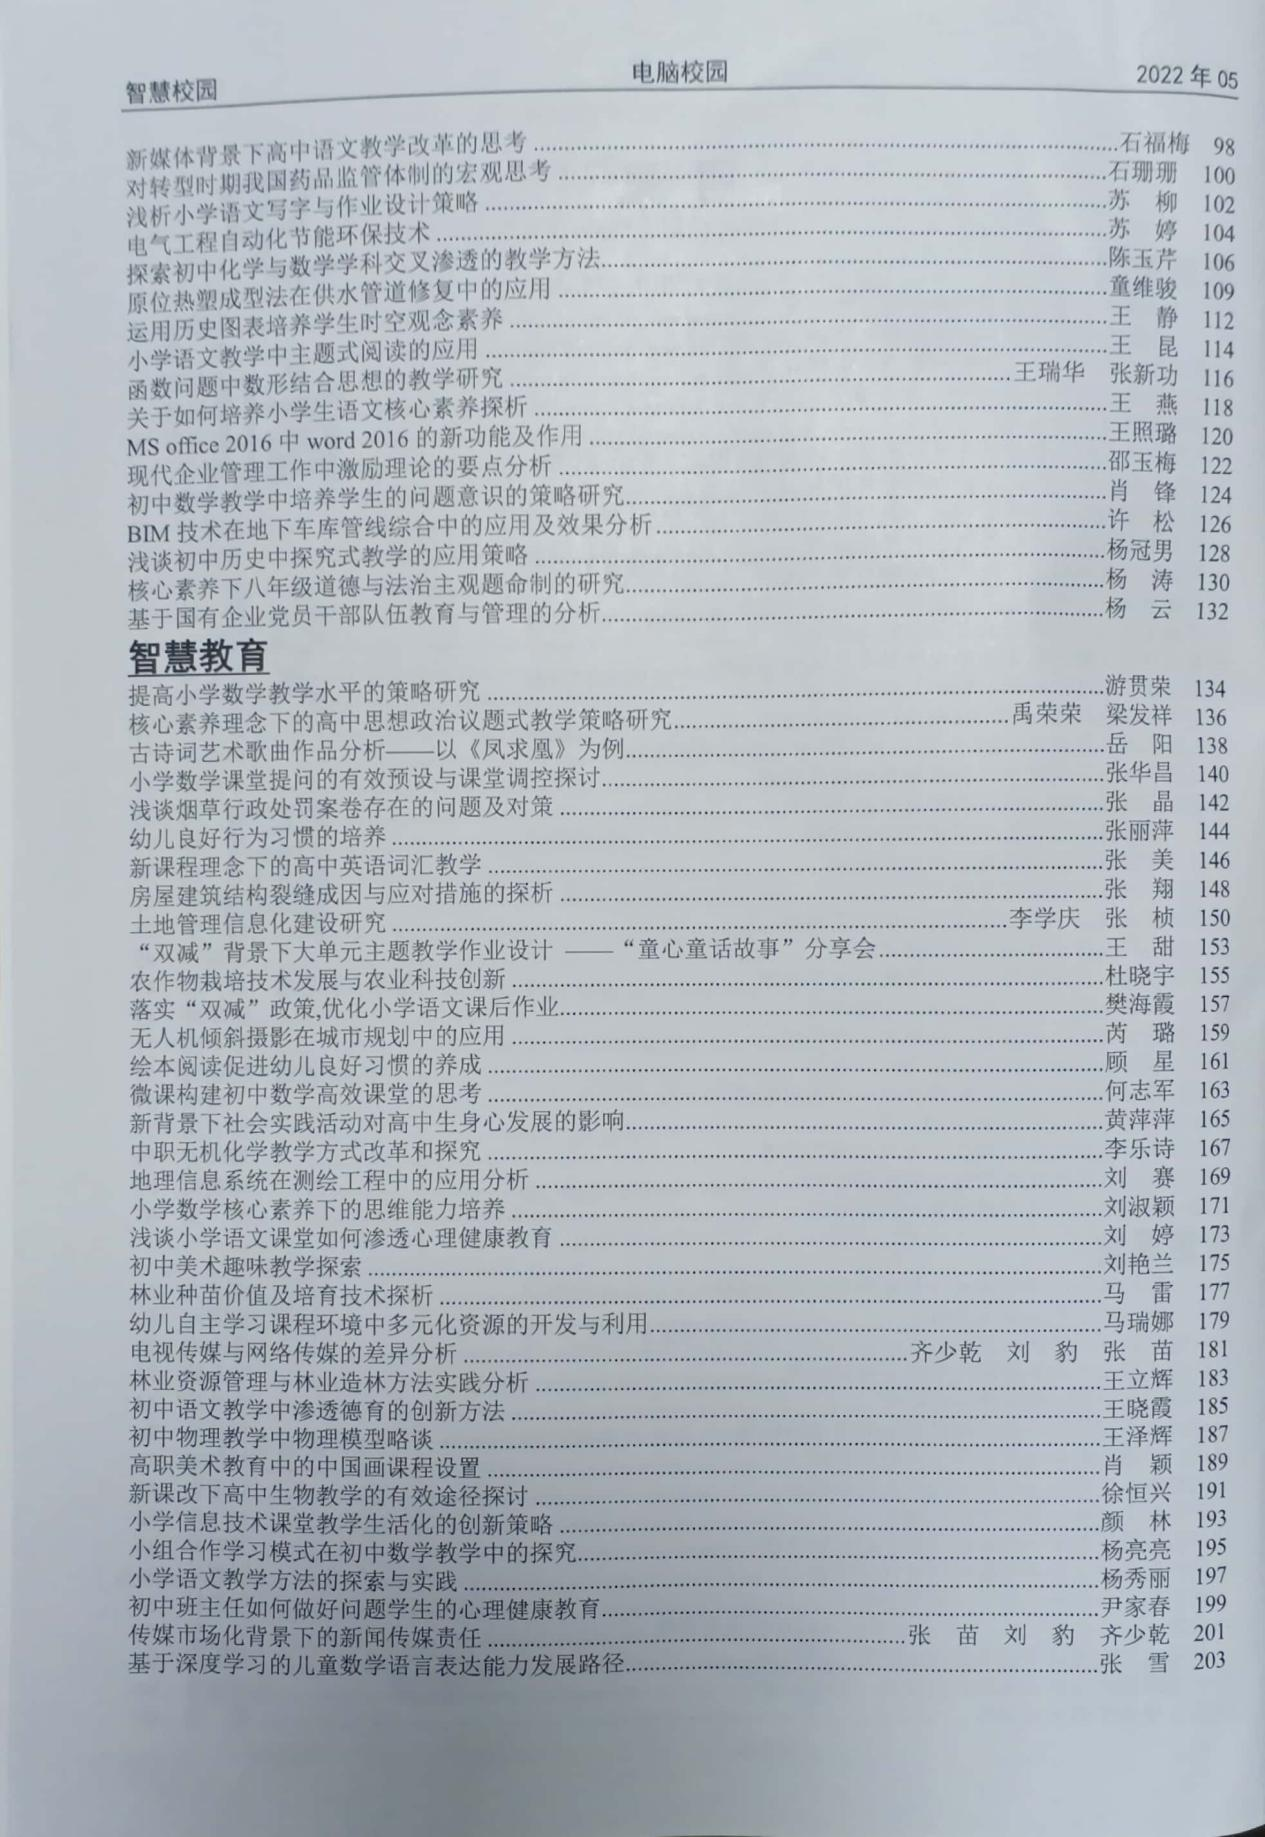 智慧校园 电脑校园 2022 年 05
新媒体背景下高中语文教学改革的思考 石福梅 98
对转型时期我国药品监管体制的宏观思考 石珊珊 100
浅析小学语文写字与作业设计策略 苏 柳 102
电气工程自动化节能环保技术 苏 婷 104
探索初中化学与数学学科交叉渗透的教学方法 陈玉芹 106
原位热塑成型法在供水管道修复中的应用 童维骏 109
运用历史图表培养学生时空观念素养 王 静 112
小学语文教学中主题式阅读的应用 王 昆 114
函数问题中数形结合思想的教学研究 王瑞华 张新功 116
关于如何培养小学生语文核心素养探析 王 燕 118
MS office 2016 中 word 2016 的新功能及作用 王照璐 120
现代企业管理工作中激励理论的要点分析 邵玉梅 122
初中数学教学中培养学生的问题意识的策略研究 肖 锋 124
BIM 技术在地下车库管线综合中的应用及效果分析 许 松 126
浅谈初中历史中探究式教学的应用策略 杨冠男 128
核心素养下八年级道德与法治主观题命制的研究 杨 涛 130
基于国有企业党员干部队伍教育与管理的分析 杨 云 132
智慧教育
提高小学数学教学水平的策略研究 游贯荣 134
核心素养理念下的高中思想政治议题式教学策略研究 禹荣荣 梁发祥 136
古诗词艺术歌曲作品分析——以《凤求凰》为例 岳 阳 138
小学数学课堂提问的有效预设与课堂调控探讨 张华昌 140
浅谈烟草行政处罚案卷存在的问题及对策 张 晶 142
幼儿良好行为习惯的培养 张丽萍 144
新课程理念下的高中英语词汇教学 张 美 146
房屋建筑结构裂缝成因与应对措施的探析 张 翔 148
土地管理信息化建设研究 李学庆 张 桢 150
“双减”背景下大单元主题教学作业设计 ——“童心童话故事”分享会 王 甜 153
农作物栽培技术发展与农业科技创新 杜晓宇 155
落实“双减”政策,优化小学语文课后作业 樊海霞 157
无人机倾斜摄影在城市规划中的应用 芮 璐 159
绘本阅读促进幼儿良好习惯的养成 顾 星 161
微课构建初中数学高效课堂的思考 何志军 163
新背景下社会实践活动对高中生身心发展的影响 黄萍萍 165
中职无机化学教学方式改革和探究 李乐诗 167
地理信息系统在测绘工程中的应用分析 刘 赛 169
小学数学核心素养下的思维能力培养 刘淑颖 171
浅谈小学语文课堂如何渗透心理健康教育 刘 婷 173
初中美术趣味教学探索 刘艳兰 175
林业种苗价值及培育技术探析 马 雷 177
幼儿自主学习课程环境中多元化资源的开发与利用 马瑞娜 179
电视传媒与网络传媒的差异分析 齐少乾 刘 豹 张 苗 181
林业资源管理与林业造林方法实践分析 王立辉 183
初中语文教学中渗透德育的创新方法 王晓霞 185
初中物理教学中物理模型略谈 王泽辉 187
高职美术教育中的中国画课程设置 肖 颖 189
新课改下高中生物教学的有效途径探讨 徐恒兴 191
小学信息技术课堂教学生活化的创新策略 颜 林 193
小组合作学习模式在初中数学教学中的探究 杨亮亮 195
小学语文教学方法的探索与实践 杨秀丽 197
初中班主任如何做好问题学生的心理健康教育 尹家春 199
传媒市场化背景下的新闻传媒责任 张 苗 刘 豹 齐少乾 201
基于深度学习的儿童数学语言表达能力发展路径 张 雪 203